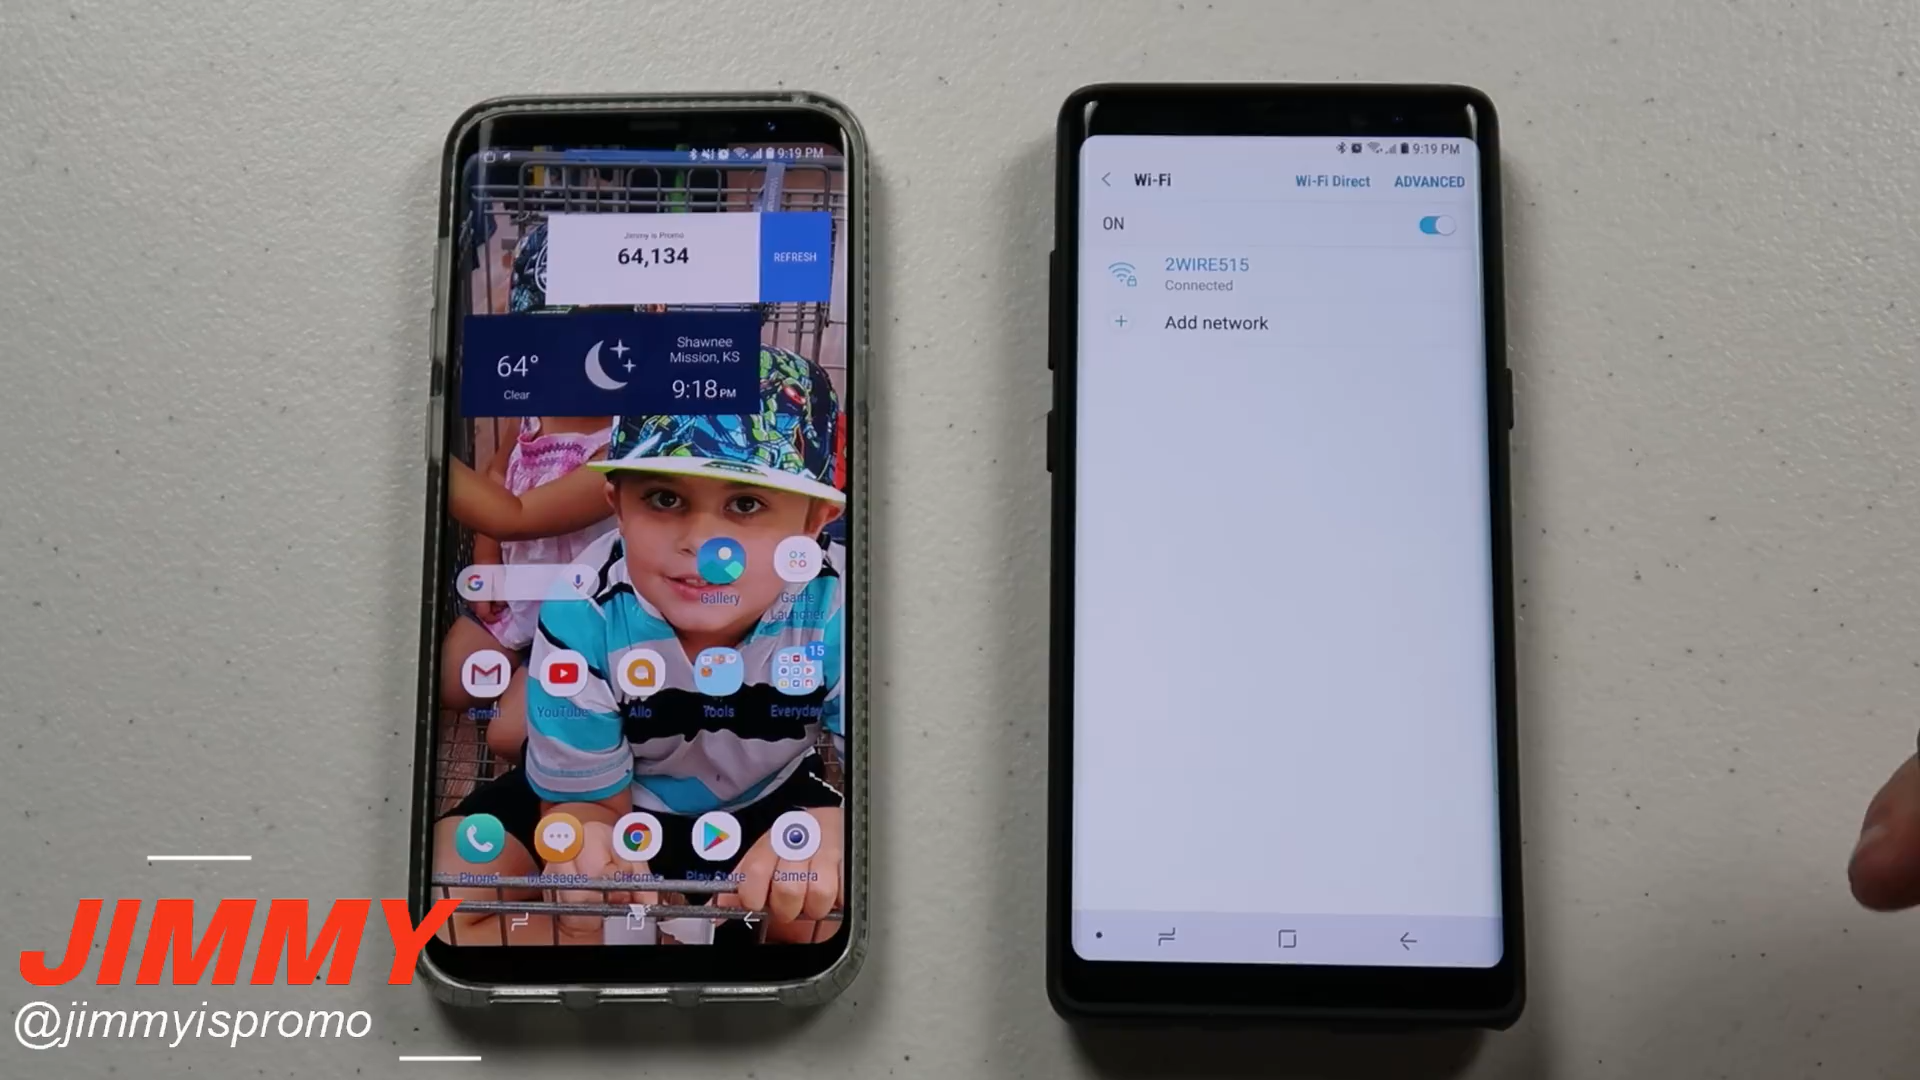 9:19 PM
Jimmy is Promo
64,134
REFRESH
64°
Clear
Shawnee
Mission, KS
9:18 PM
Gallery
Game
Launcher
15
Gmail
YouTube
Allo
Tools
Everyday
Phone
Messages
Chrome
Play Store
Camera
9:19 PM
Wi-Fi
Wi-Fi Direct
ADVANCED
ON
2WIRE515
Connected
Add network
JIMMY
@jimmyispromo